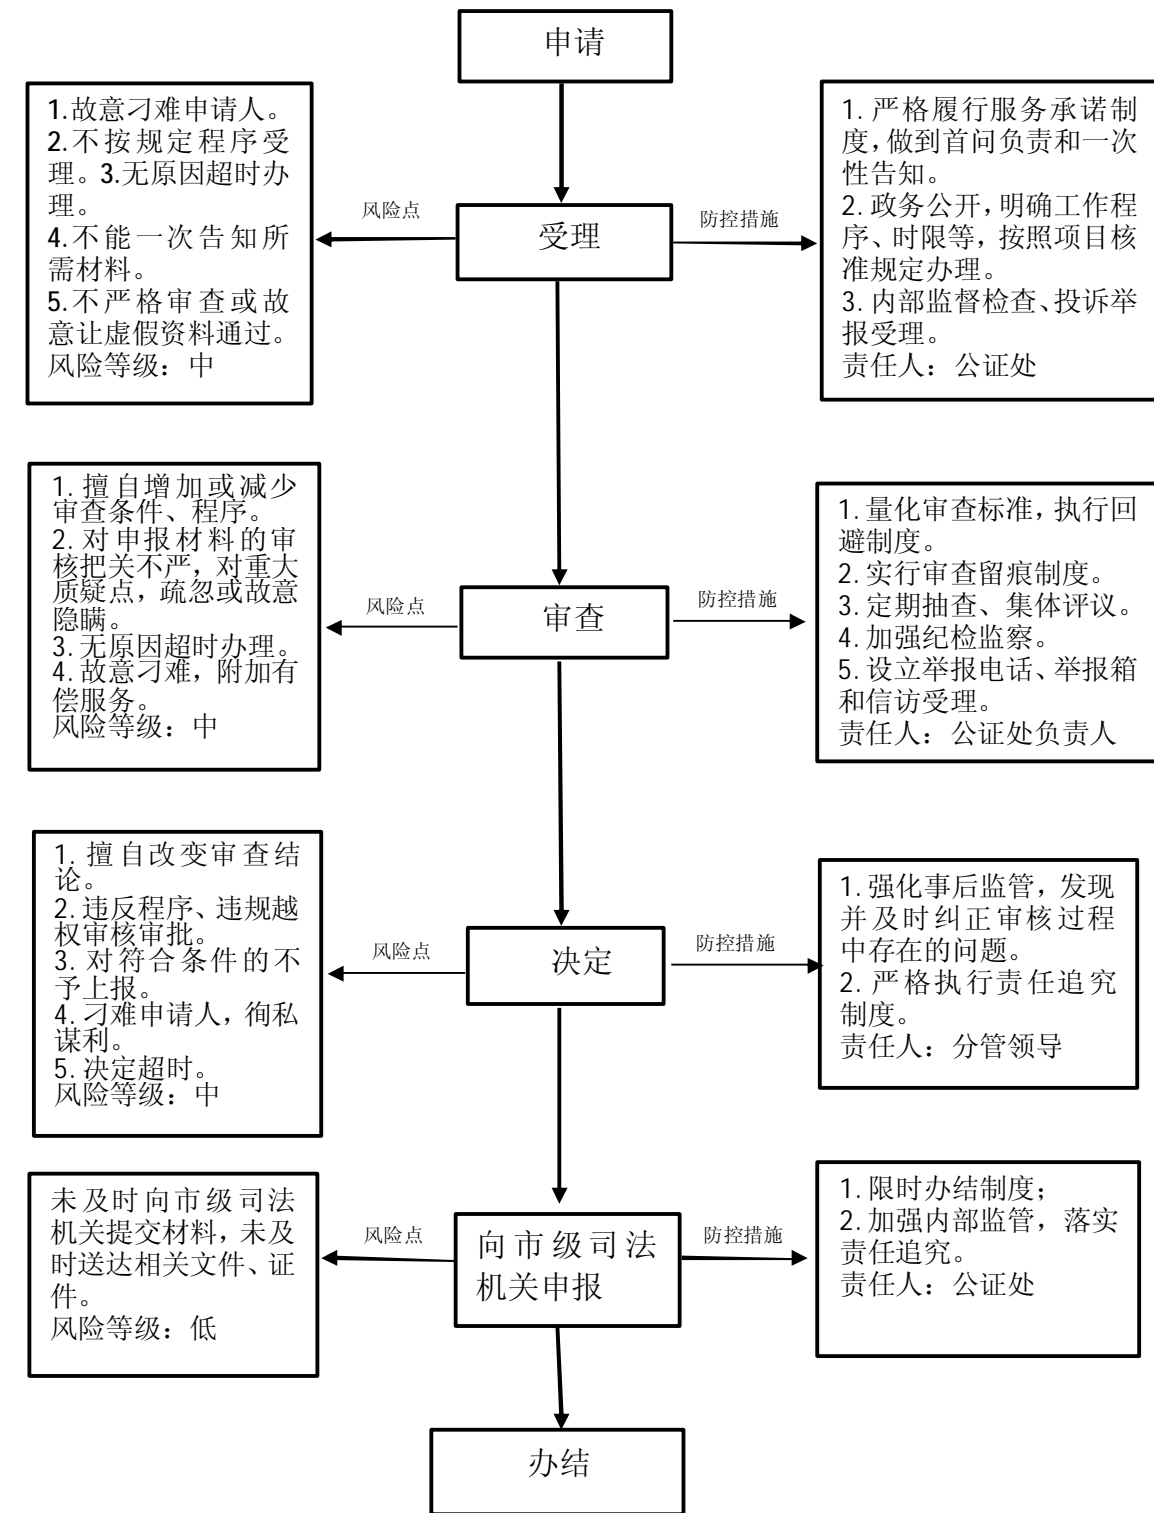 申请
1.故意刁难申请人。
2.不按规定程序受
理。3.无原因超时办
理。
4.不能一次告知所
需材料。
5.不严格审查或故
意让虚假资料通过。
风险等级：中
风险点
受理
防控措施
1. 严格履行服务承诺制
度，做到首问负责和一次
性告知。
2. 政务公开，明确工作程
序、时限等，按照项目核
准规定办理。
3. 内部监督检查、投诉举
报受理。
责任人：公证处
1. 擅自增加或减少
审查条件、程序。
2. 对申报材料的审
核把关不严，对重大
质疑点，疏忽或故意
隐瞒。
3. 无原因超时办理。
4. 故意刁难，附加有
偿服务。
风险等级：中
风险点
审查
防控措施
1. 量化审查标准，执行回
避制度。
2. 实行审查留痕制度。
3. 定期抽查、集体评议。
4. 加强纪检监察。
5. 设立举报电话、举报箱
和信访受理。
责任人：公证处负责人
1. 擅自改变审查结
论。
2. 违反程序、违规越
权审核审批。
3. 对符合条件的不
予上报。
4. 刁难申请人，徇私
谋利。
5. 决定超时。
风险等级：中
风险点
决定
防控措施
1. 强化事后监管，发现
并及时纠正审核过程
中存在的问题。
2. 严格执行责任追究
制度。
责任人：分管领导
未及时向市级司法
机关提交材料，未及
时送达相关文件、证
件。
风险等级：低
风险点
向市级司法
机关申报
防控措施
1. 限时办结制度；
2. 加强内部监管，落实
责任追究。
责任人：公证处
办结